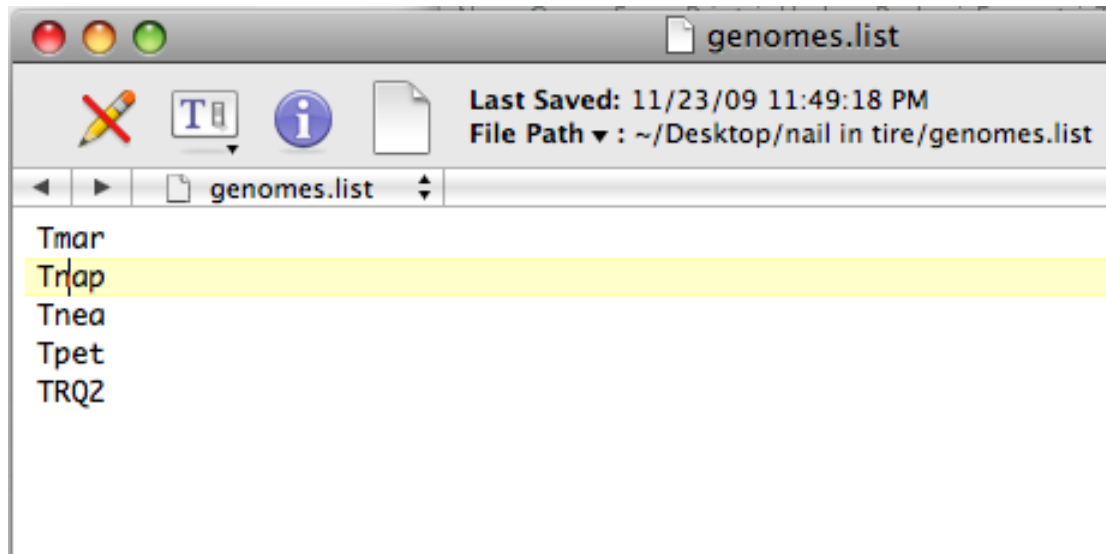 genomes.list
Last Saved: 11/23/09 11:49:18 PM
File Path ▾ : ~/Desktop/nail in tire/genomes.list
genomes.list
Tmar
Tnap
Tnea
Tpet
TRQ2